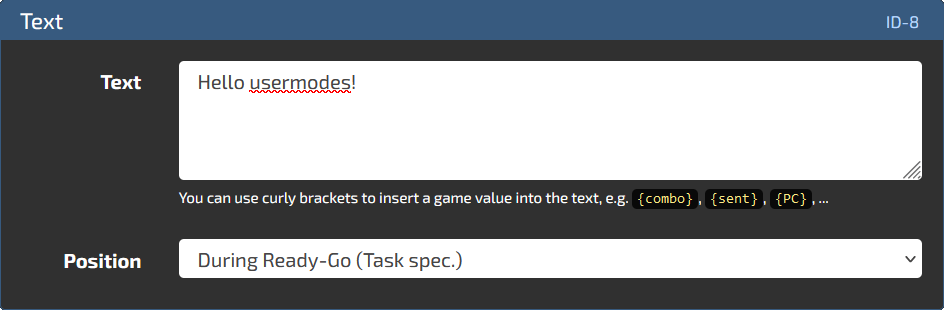 Text ID-8
Text Hello usermodes!
You can use curly brackets to insert a game value into the text, e.g. {combo}, {sent}, {PC}, ...
Position During Ready-Go (Task spec.)